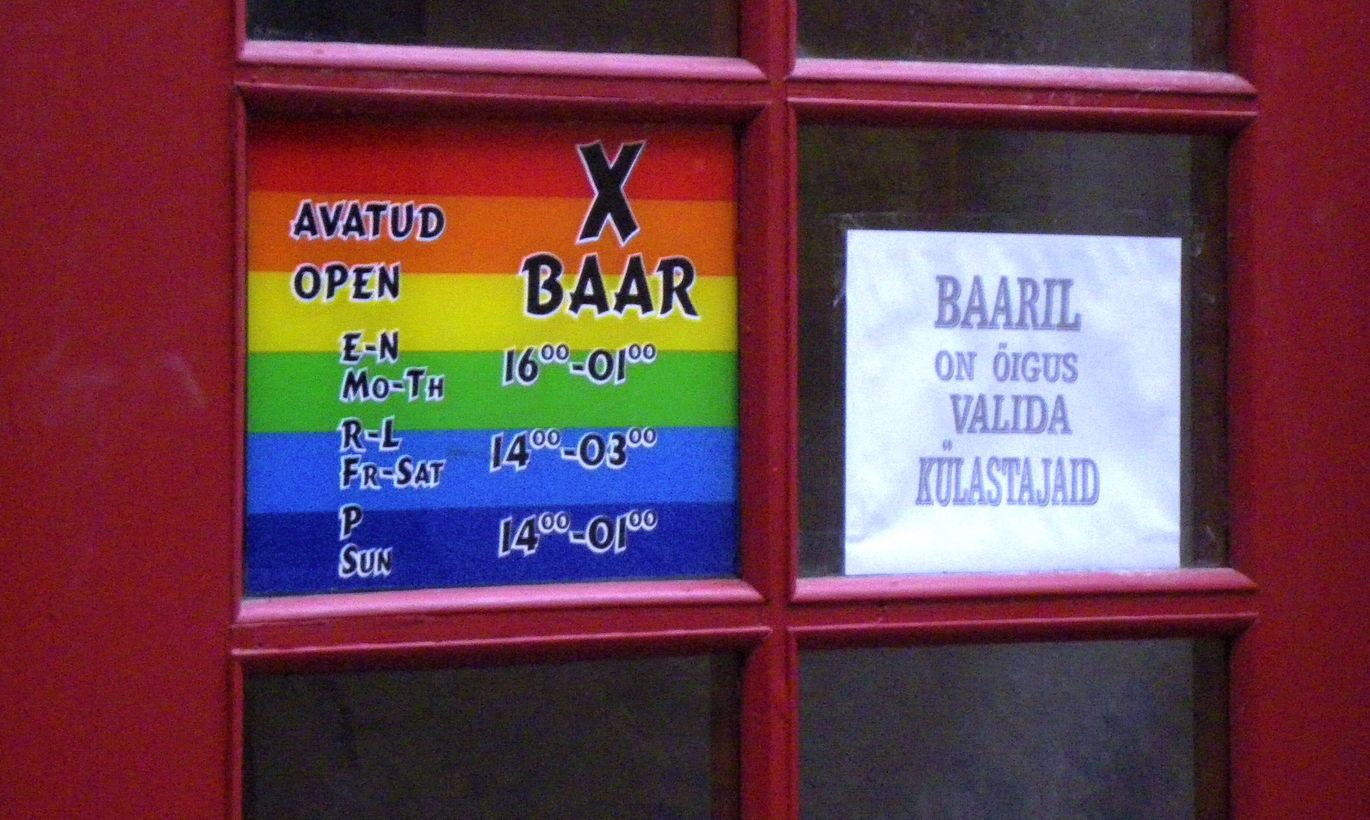 X
BAAR
AVATUD
OPEN
E-N
Mo-Th
16⁰⁰-01⁰⁰
R-L
Fr-Sat
14⁰⁰-03⁰⁰
P
Sun
14⁰⁰-01⁰⁰
BAARIL
ON ÕIGUS
VALIDA
KÜLASTAJAID